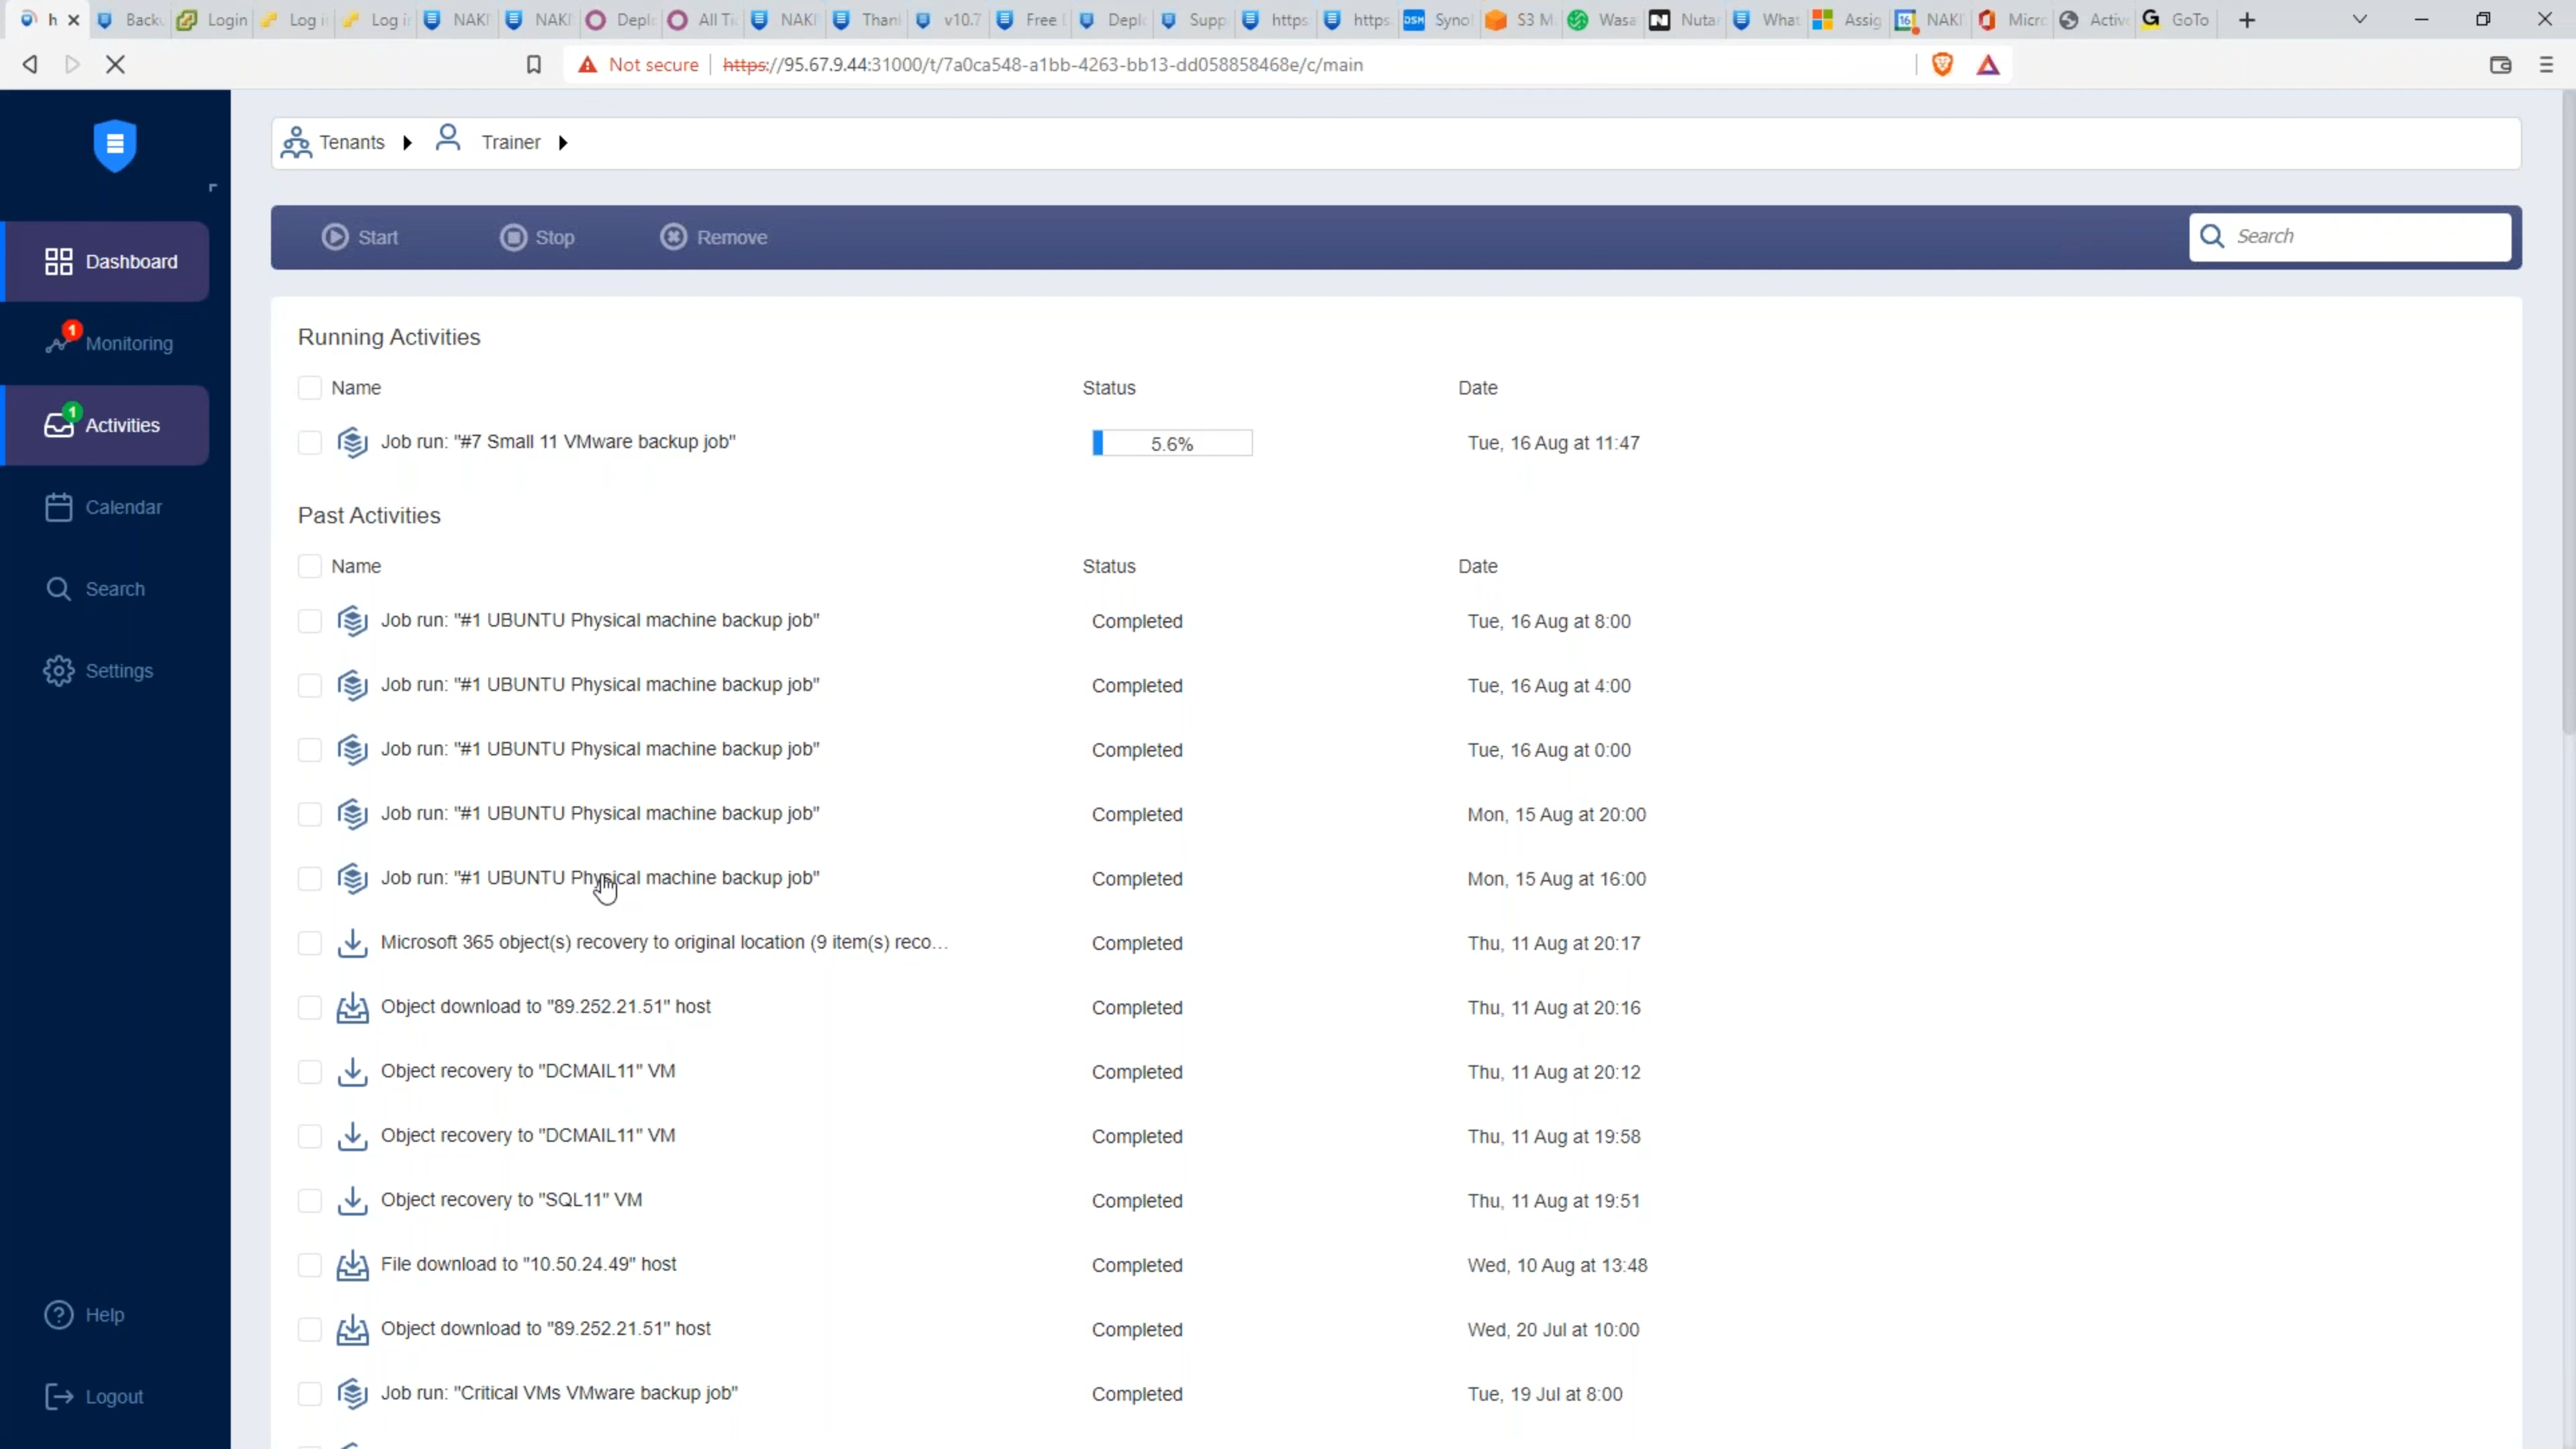 h Back Login Log i Log i NAKI NAKI Depl All Ti NAKI Than v10.7 Free Depl Supp https https DSM Syno S3 M Wasa Nuta What Assig 16 NAKI Micr Activ G GoTo
Not secure https://95.67.9.44:31000/t/7a0ca548-a1bb-4263-bb13-dd058858468e/c/main
Tenants Trainer
Start Stop Remove Search
Dashboard
1 Monitoring
1 Activities
Calendar
Search
Settings
Help
Logout
Running Activities
Name Status Date
Job run: "#7 Small 11 VMware backup job" 5.6% Tue, 16 Aug at 11:47
Past Activities
Name Status Date
Job run: "#1 UBUNTU Physical machine backup job" Completed Tue, 16 Aug at 8:00
Job run: "#1 UBUNTU Physical machine backup job" Completed Tue, 16 Aug at 4:00
Job run: "#1 UBUNTU Physical machine backup job" Completed Tue, 16 Aug at 0:00
Job run: "#1 UBUNTU Physical machine backup job" Completed Mon, 15 Aug at 20:00
Job run: "#1 UBUNTU Physical machine backup job" Completed Mon, 15 Aug at 16:00
Microsoft 365 object(s) recovery to original location (9 item(s) reco... Completed Thu, 11 Aug at 20:17
Object download to "89.252.21.51" host Completed Thu, 11 Aug at 20:16
Object recovery to "DCMAIL11" VM Completed Thu, 11 Aug at 20:12
Object recovery to "DCMAIL11" VM Completed Thu, 11 Aug at 19:58
Object recovery to "SQL11" VM Completed Thu, 11 Aug at 19:51
File download to "10.50.24.49" host Completed Wed, 10 Aug at 13:48
Object download to "89.252.21.51" host Completed Wed, 20 Jul at 10:00
Job run: "Critical VMs VMware backup job" Completed Tue, 19 Jul at 8:00